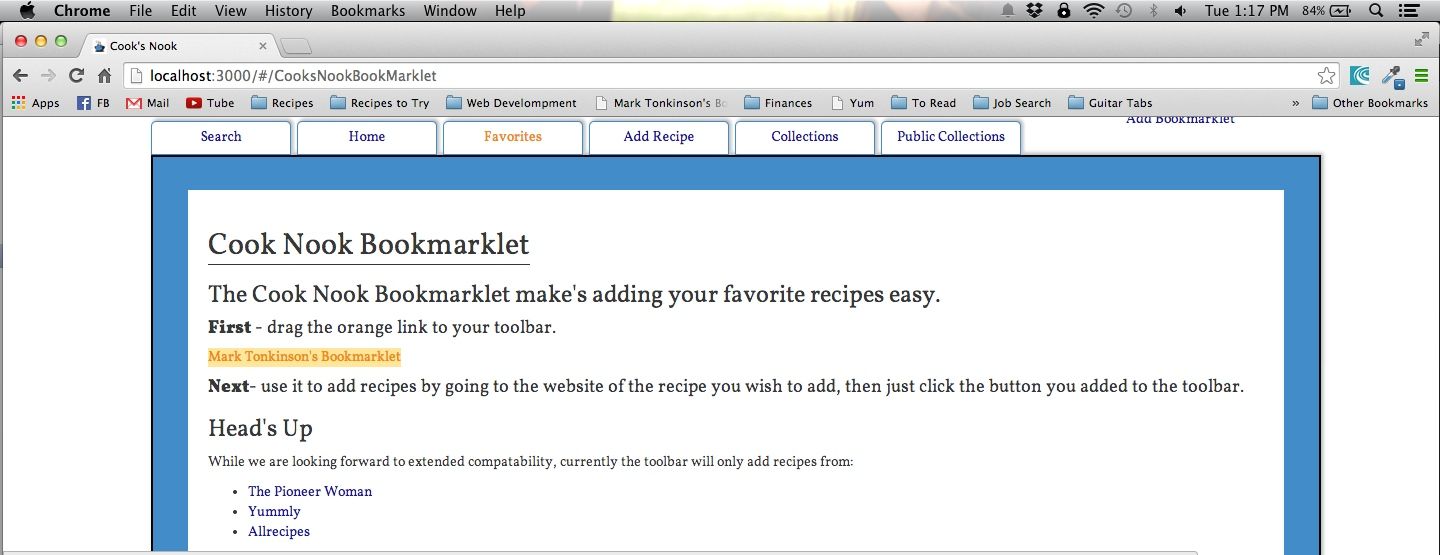 Chrome File Edit View History Bookmarks Window Help Tue 1:17 PM 84%
Cook's Nook
localhost:3000/#/CooksNookBookMarklet
Apps FB Mail Tube Recipes Recipes to Try Web Develompment Mark Tonkinson's Bo Finances Yum To Read Job Search Guitar Tabs » Other Bookmarks
Add Bookmarklet
Search Home Favorites Add Recipe Collections Public Collections
Cook Nook Bookmarklet
The Cook Nook Bookmarklet make's adding your favorite recipes easy.
First - drag the orange link to your toolbar.
Mark Tonkinson's Bookmarklet
Next- use it to add recipes by going to the website of the recipe you wish to add, then just click the button you added to the toolbar.
Head's Up
While we are looking forward to extended compatability, currently the toolbar will only add recipes from:
• The Pioneer Woman
• Yummly
• Allrecipes